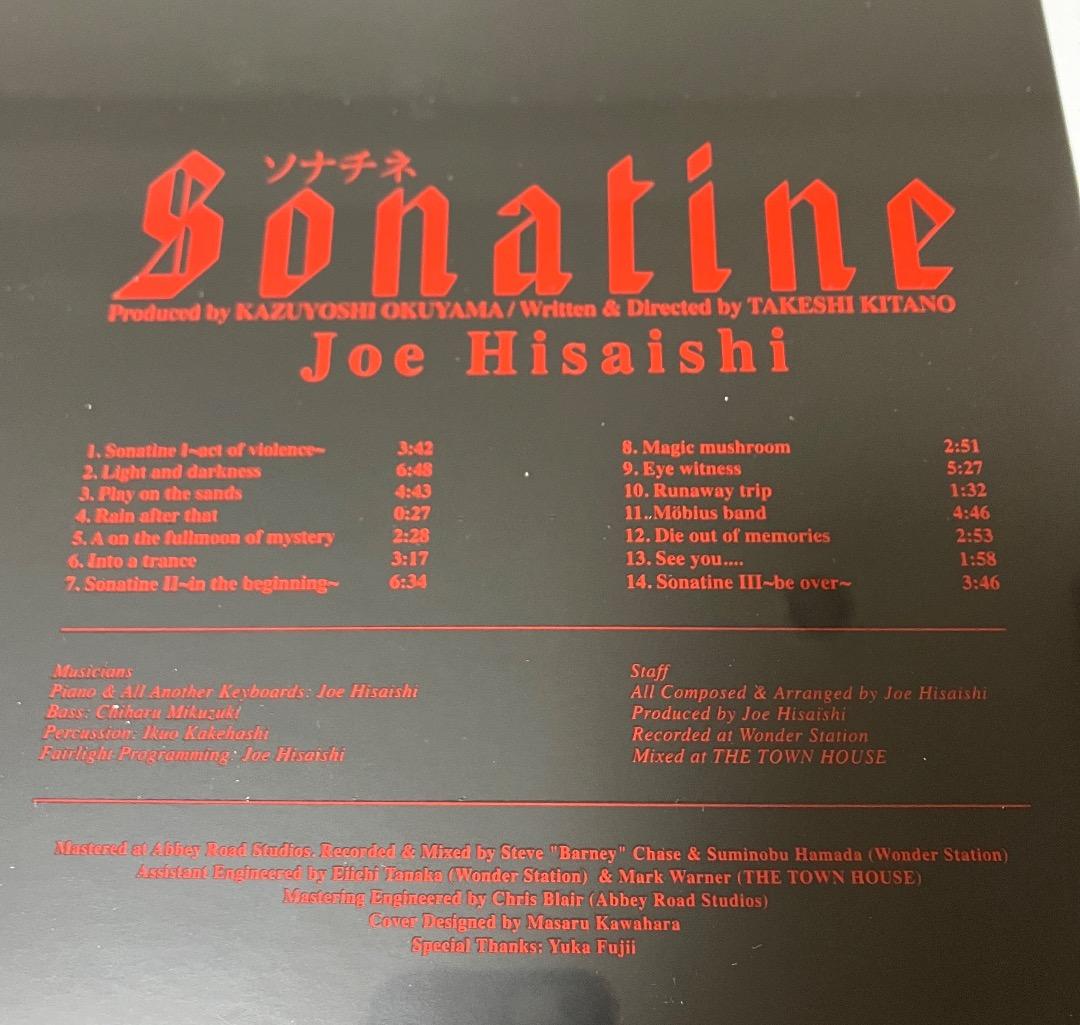 ソナチネ
Sonatine
Produced by KAZUYOSHI OKUYAMA / Written & Directed by TAKESHI KITANO
Joe Hisaishi
1. Sonatine I~act of violence~ 3:42
2. Light and darkness 6:48
3. Play on the sands 4:43
4. Rain after that 0:27
5. A on the fullmoon of mystery 2:28
6. Into a trance 3:17
7. Sonatine II~in the beginning~ 6:34
8. Magic mushroom 2:51
9. Eye witness 5:27
10. Runaway trip 1:32
11. Möbius band 4:46
12. Die out of memories 2:53
13. See you.... 1:58
14. Sonatine III~be over~ 3:46
Musicians
Piano & All Another Keyboards: Joe Hisaishi
Bass: Chiharu Mikuzuki
Percussion: Ikuo Kakehashi
Fairlight Programming: Joe Hisaishi
Staff
All Composed & Arranged by Joe Hisaishi
Produced by Joe Hisaishi
Recorded at Wonder Station
Mixed at THE TOWN HOUSE
Mastered at Abbey Road Studios. Recorded & Mixed by Steve "Barney" Chase & Suminobu Hamada (Wonder Station)
Assistant Engineered by Eiichi Tanaka (Wonder Station) & Mark Warner (THE TOWN HOUSE)
Mastering Engineered by Chris Blair (Abbey Road Studios)
Cover Designed by Masaru Kawahara
Special Thanks: Yuka Fujii